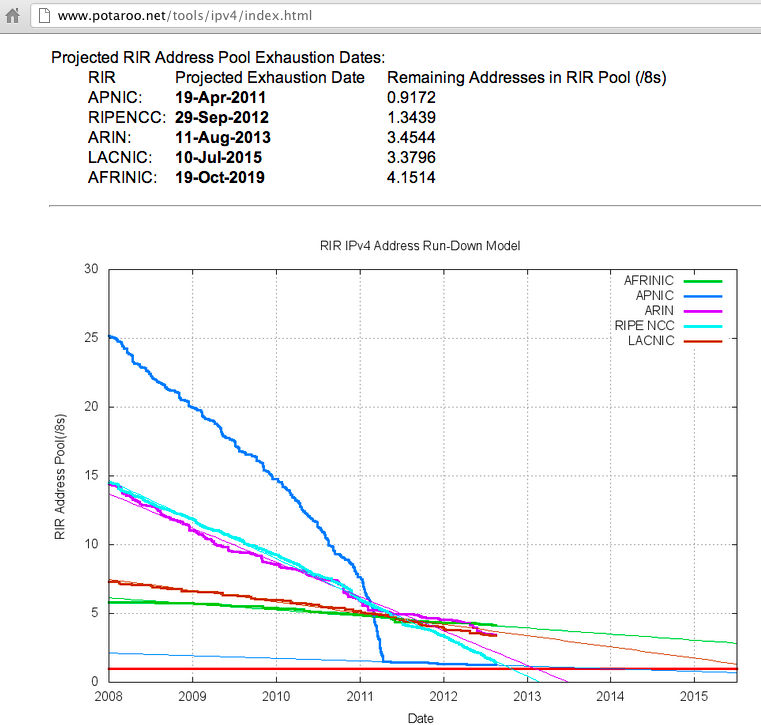 www.potaroo.net/tools/ipv4/index.html
Projected RIR Address Pool Exhaustion Dates:
RIR Projected Exhaustion Date Remaining Addresses in RIR Pool (/8s)
APNIC: 19-Apr-2011 0.9172
RIPENCC: 29-Sep-2012 1.3439
ARIN: 11-Aug-2013 3.4544
LACNIC: 10-Jul-2015 3.3796
AFRINIC: 19-Oct-2019 4.1514
RIR IPv4 Address Run-Down Model
30
25
20
15
10
5
0
RIR Address Pool(/8s)
AFRINIC
APNIC
ARIN
RIPE NCC
LACNIC
2008 2009 2010 2011 2012 2013 2014 2015
Date